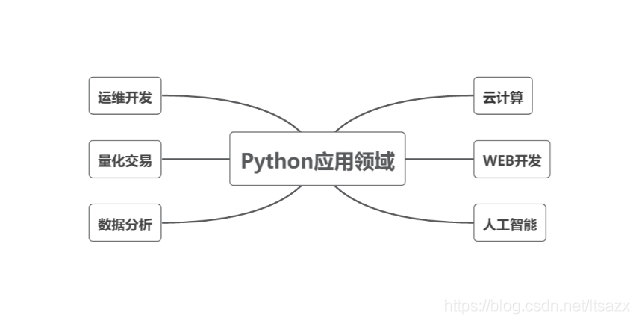 运维开发
云计算
量化交易
Python应用领域
WEB开发
数据分析
人工智能
https://blog.csdn.net/ltsazx